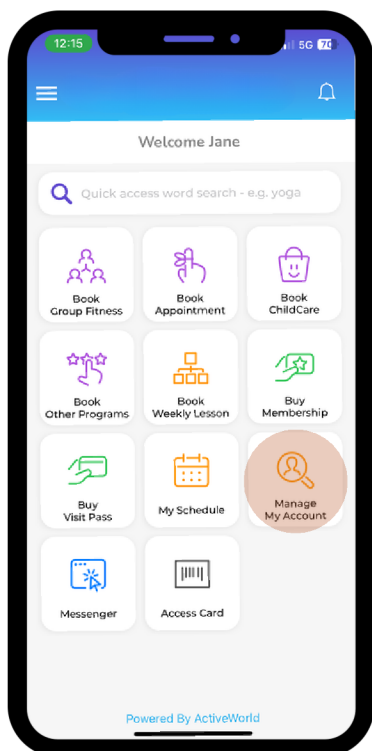 12:15
5G 70
Welcome Jane
Quick access word search - e.g. yoga
Book
Group Fitness
Book
Appointment
Book
ChildCare
Book
Other Programs
Book
Weekly Lesson
Buy
Membership
Buy
Visit Pass
My Schedule
Manage
My Account
Messenger
Access Card
Powered By ActiveWorld